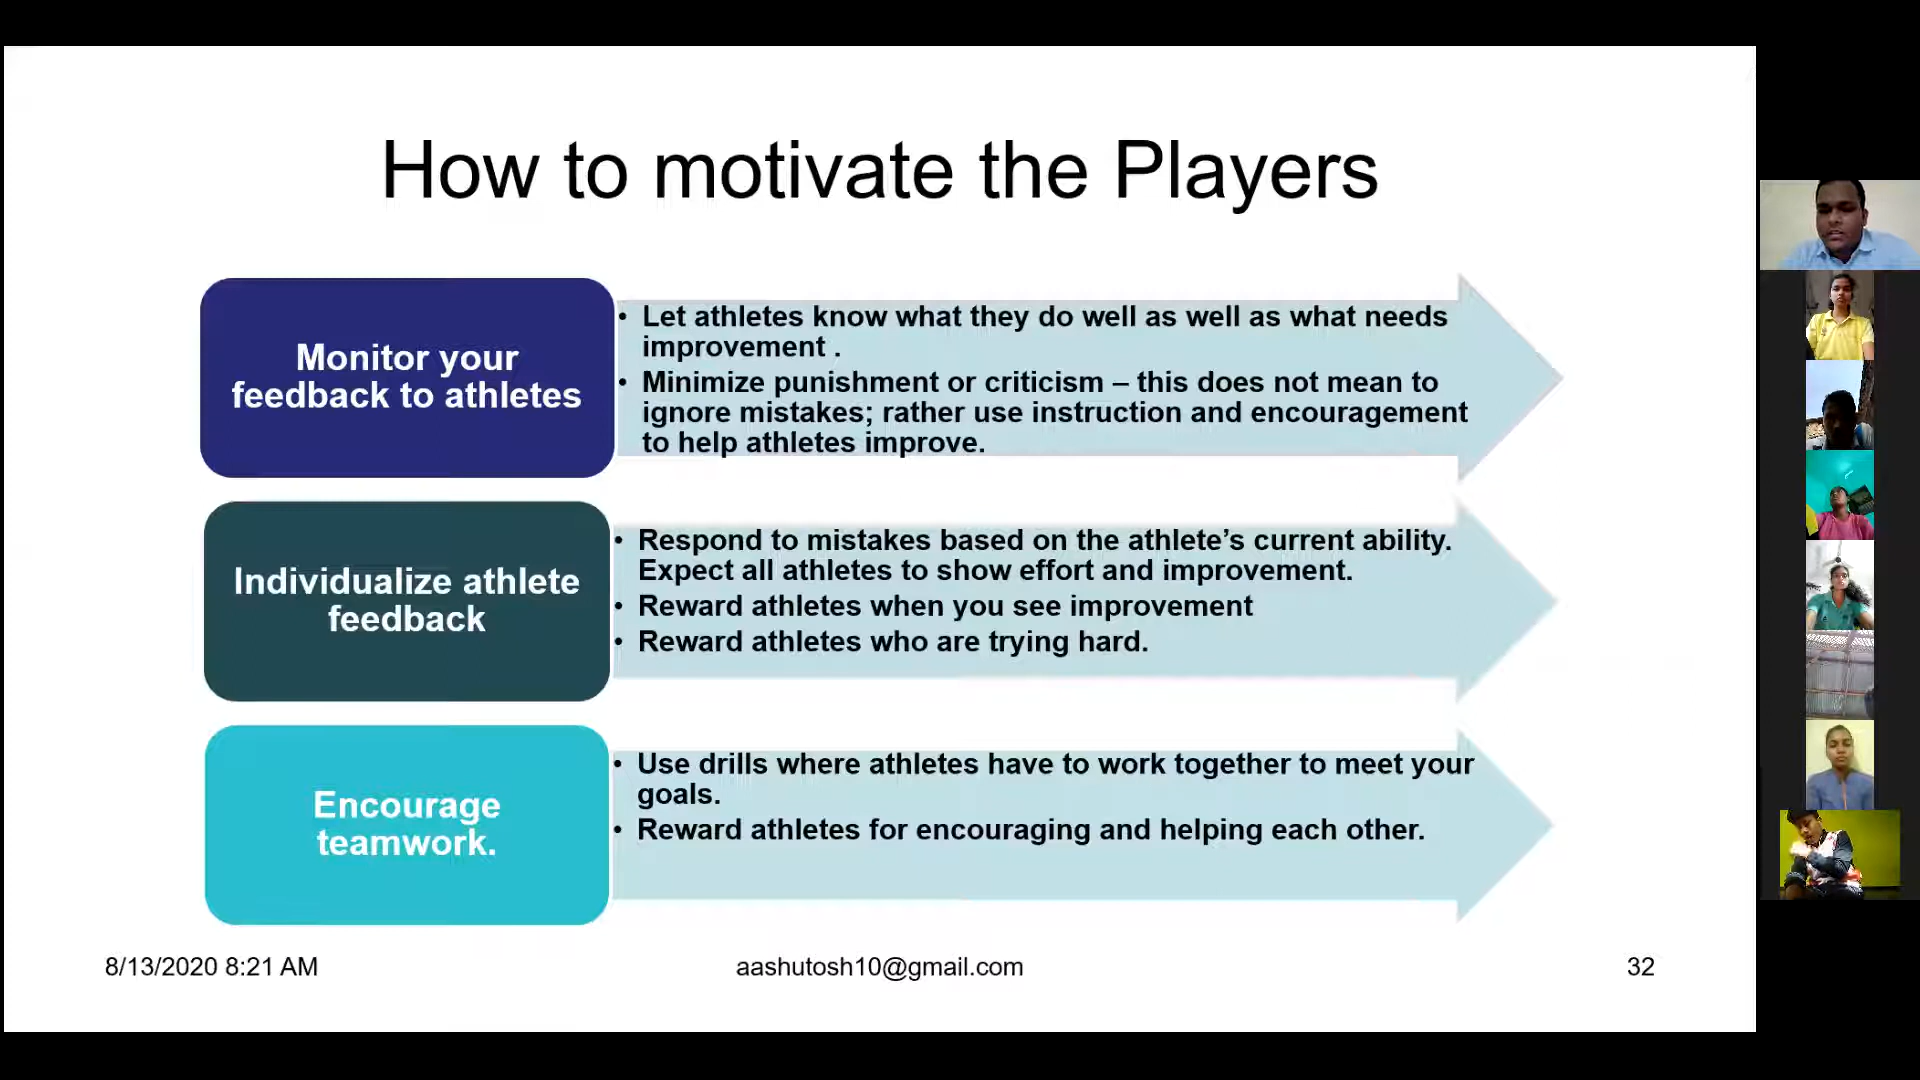 How to motivate the Players
Monitor your
feedback to athletes
• Let athletes know what they do well as well as what needs
improvement .
• Minimize punishment or criticism – this does not mean to
ignore mistakes; rather use instruction and encouragement
to help athletes improve.
Individualize athlete
feedback
• Respond to mistakes based on the athlete’s current ability.
Expect all athletes to show effort and improvement.
• Reward athletes when you see improvement
• Reward athletes who are trying hard.
Encourage
teamwork.
• Use drills where athletes have to work together to meet your
goals.
• Reward athletes for encouraging and helping each other.
8/13/2020 8:21 AM
aashutosh10@gmail.com
32